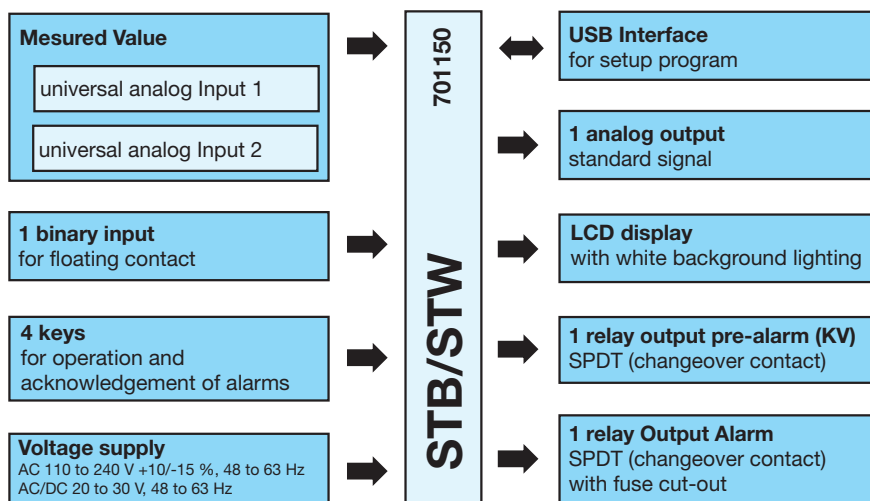 Mesured Value
universal analog Input 1
universal analog Input 2
1 binary input
for floating contact
4 keys
for operation and
acknowledgement of alarms
Voltage supply
AC 110 to 240 V +10/-15 %, 48 to 63 Hz
AC/DC 20 to 30 V, 48 to 63 Hz
701150
STB/STW
USB Interface
for setup program
1 analog output
standard signal
LCD display
with white background lighting
1 relay output pre-alarm (KV)
SPDT (changeover contact)
1 relay Output Alarm
SPDT (changeover contact)
with fuse cut-out